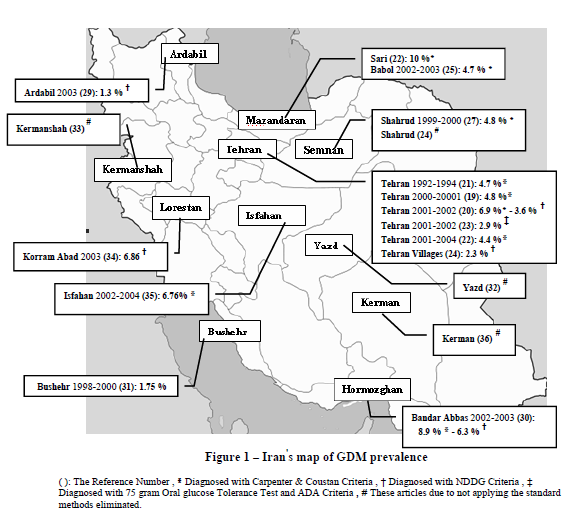 Ardabil
Sari (22): 10 %*
Babol 2002-2003 (25): 4.7 % *
Ardabil 2003 (29): 1.3 % †
Mazandaran
Shahrud 1999-2000 (27): 4.8 % *
Shahrud (24) #
Kermanshah (33) #
Tehran
Semnan
Kermanshah
Tehran 1992-1994 (21): 4.7 %*
Tehran 2000-20001 (19): 4.8 %*
Tehran 2001-2002 (20): 6.9 %* - 3.6 % †
Tehran 2001-2002 (23): 2.9 % ‡
Tehran 2001-2004 (22): 4.4 %*
Tehran Villages (24): 2.3 % †
Lorestan
Isfahan
Yazd
Korram Abad 2003 (34): 6.86 †
Yazd (32) #
Isfahan 2002-2004 (35): 6.76% *
Kerman
Bushehr
Kerman (36) #
Bushehr 1998-2000 (31): 1.75 %
Hormozghan
Bandar Abbas 2002-2003 (30):
8.9 % * - 6.3 % †
Figure 1 – Iran's map of GDM prevalence
( ): The Reference Number , * Diagnosed with Carpenter & Coustan Criteria , † Diagnosed with NDDG Criteria , ‡
Diagnosed with 75 gram Oral glucose Tolerance Test and ADA Criteria , # These articles due to not applying the standard
methods eliminated.